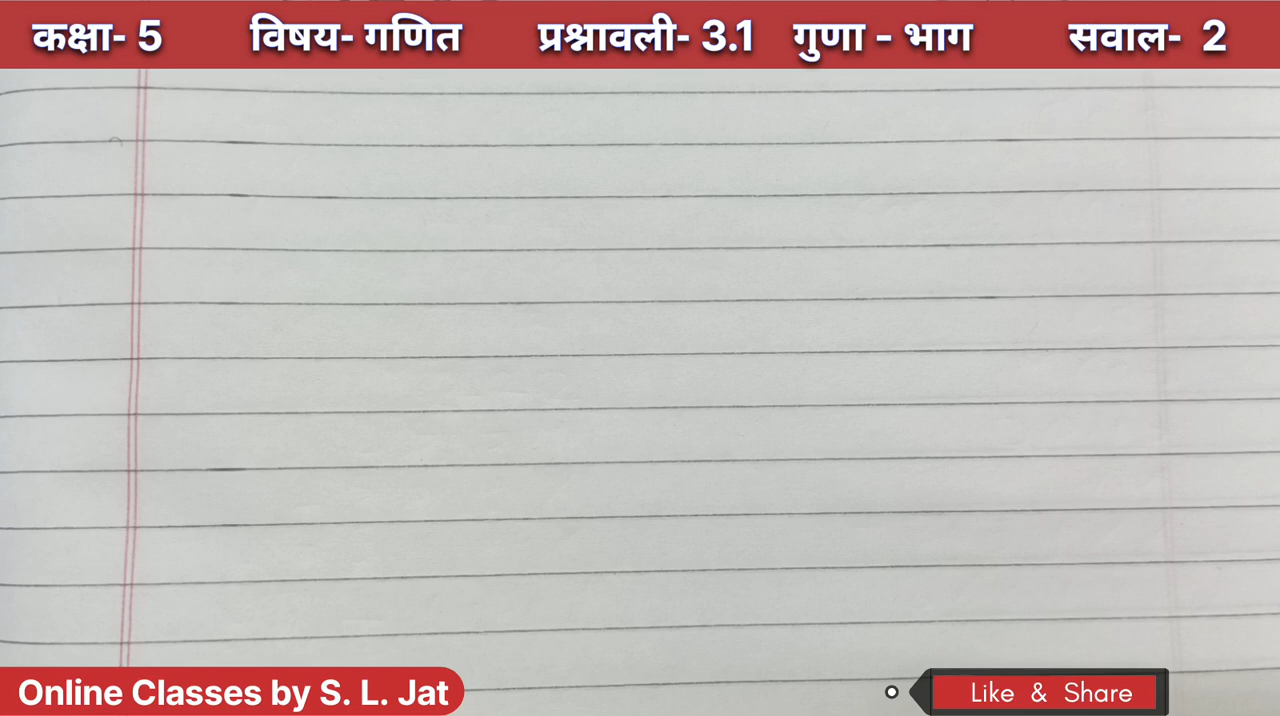 कक्षा- 5 विषय- गणित प्रश्नावली- 3.1 गुणा - भाग सवाल- 2
Online Classes by S. L. Jat
Like & Share